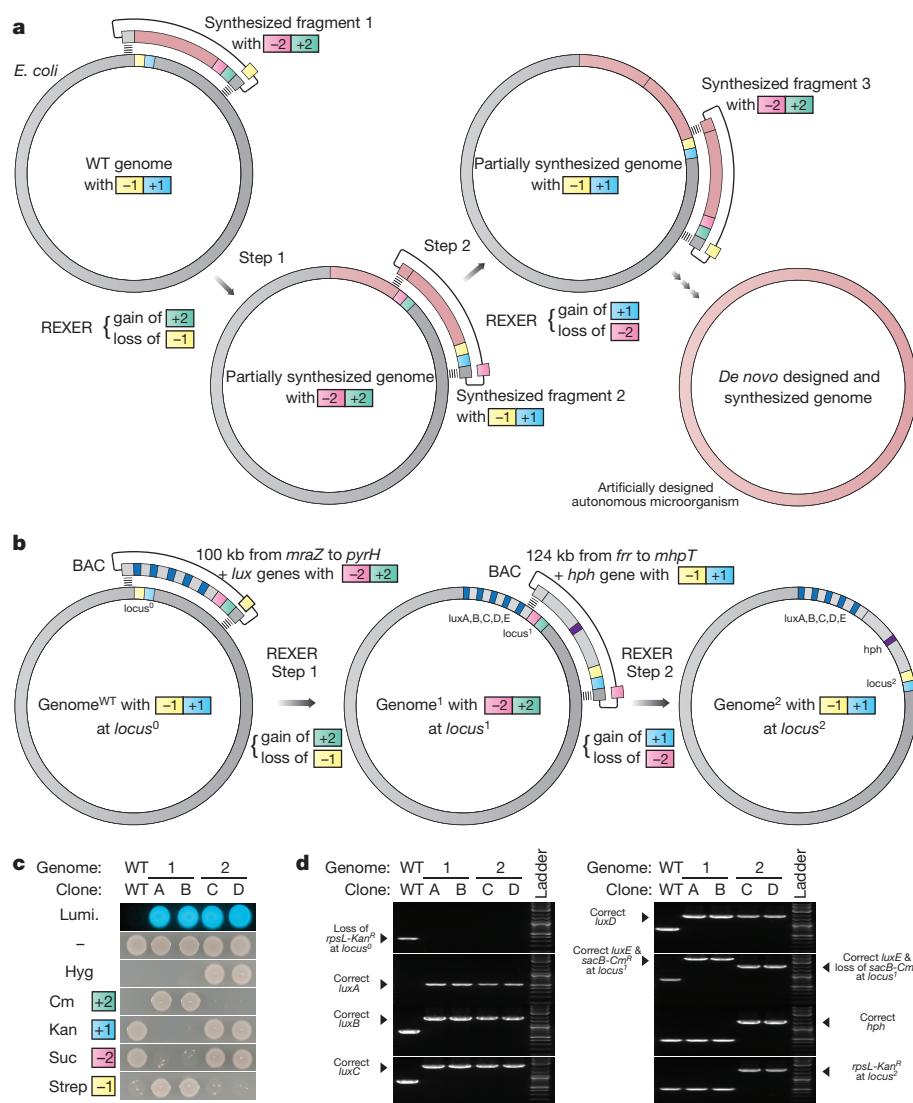 a
Synthesized fragment 1
with -2 +2
E. coli
WT genome
with -1 +1
Step 1
REXER { gain of +2
loss of -1
Partially synthesized genome
with -2 +2
Synthesized fragment 2
with -1 +1
Step 2
REXER { gain of +1
loss of -2
Partially synthesized genome
with -1 +1
Synthesized fragment 3
with -2 +2
De novo designed and
synthesized genome
Artificially designed
autonomous microorganism
b
BAC
100 kb from mraZ to pyrH
+ lux genes with -2 +2
locus⁰
Genome^WT with -1 +1
at locus⁰
REXER
Step 1
{ gain of +2
loss of -1
BAC
124 kb from frr to mhpT
+ hph gene with -1 +1
luxA,B,C,D,E
locus¹
Genome¹ with -2 +2
at locus¹
REXER
Step 2
{ gain of +1
loss of -2
luxA,B,C,D,E
hph
locus²
Genome² with -1 +1
at locus²
c
Genome: WT 1 2
Clone: WT A B C D
Lumi.
–
Hyg
Cm +2
Kan +1
Suc -2
Strep -1
d
Genome: WT 1 2
Clone: WT A B C D Ladder
Loss of
rpsL-Kan^R
at locus⁰
Correct
luxA
Correct
luxB
Correct
luxC
Genome: WT 1 2
Clone: WT A B C D Ladder
Correct
luxD
Correct luxE &
sacB-Cm^R
at locus¹
Correct luxE &
loss of sacB-Cm
at locus¹
Correct
hph
rpsL-Kan^R
at locus²